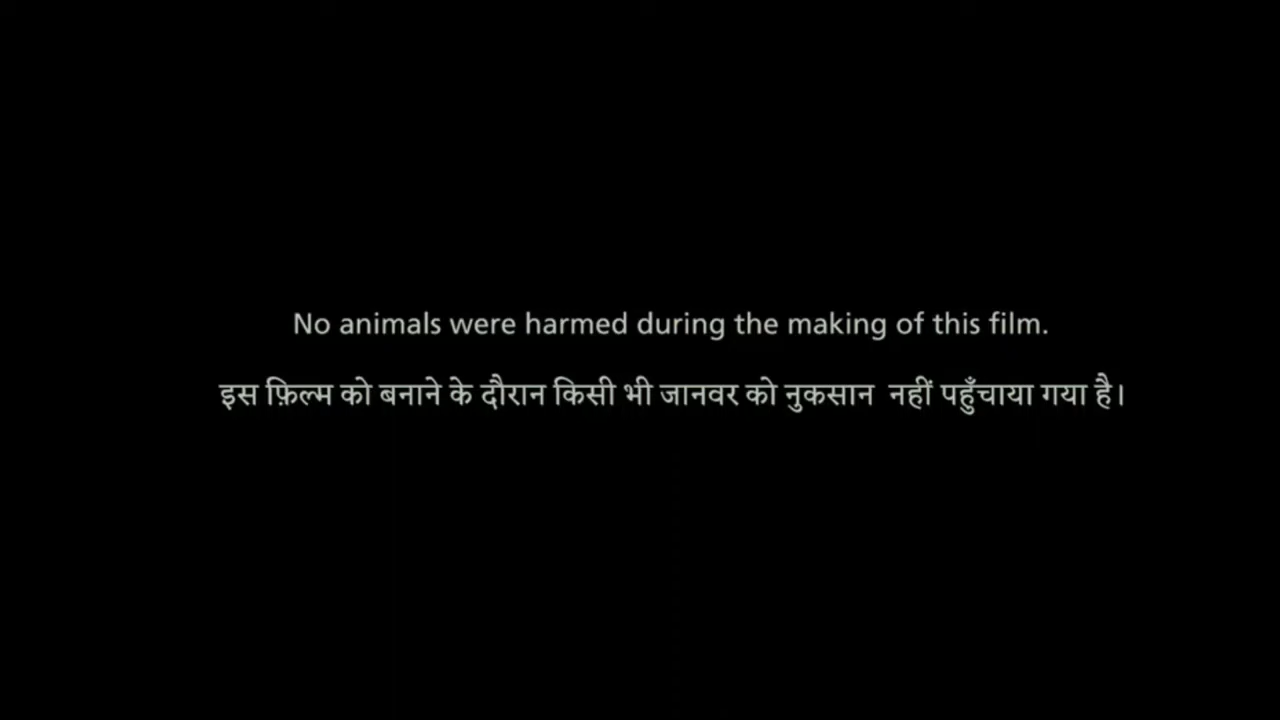 No animals were harmed during the making of this film.
इस फ़िल्म को बनाने के दौरान किसी भी जानवर को नुकसान नहीं पहुँचाया गया है।